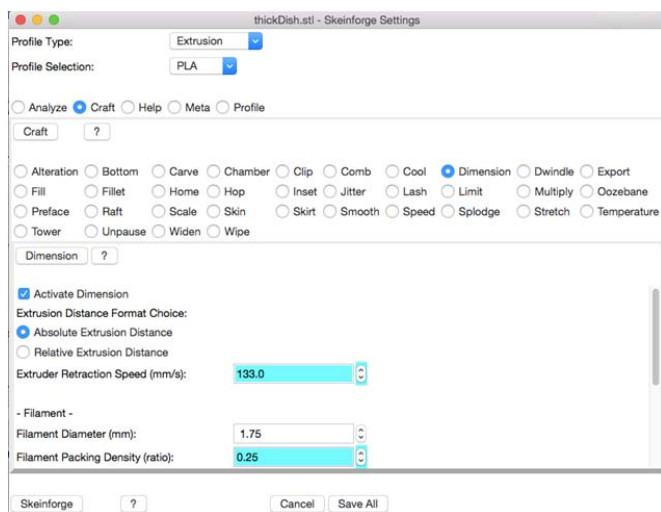 thickDish.stl - Skeinforge Settings
Profile Type: Extrusion
Profile Selection: PLA
Analyze Craft Help Meta Profile
Craft ?
Alteration Bottom Carve Chamber Clip Comb Cool Dimension Dwindle Export
Fill Fillet Home Hop Inset Jitter Lash Limit Multiply Oozebane
Preface Raft Scale Skin Skirt Smooth Speed Splodge Stretch Temperature
Tower Unpause Widen Wipe
Dimension ?
Activate Dimension
Extrusion Distance Format Choice:
Absolute Extrusion Distance
Relative Extrusion Distance
Extruder Retraction Speed (mm/s): 133.0
- Filament -
Filament Diameter (mm): 1.75
Filament Packing Density (ratio): 0.25
Skeinforge ? Cancel Save All